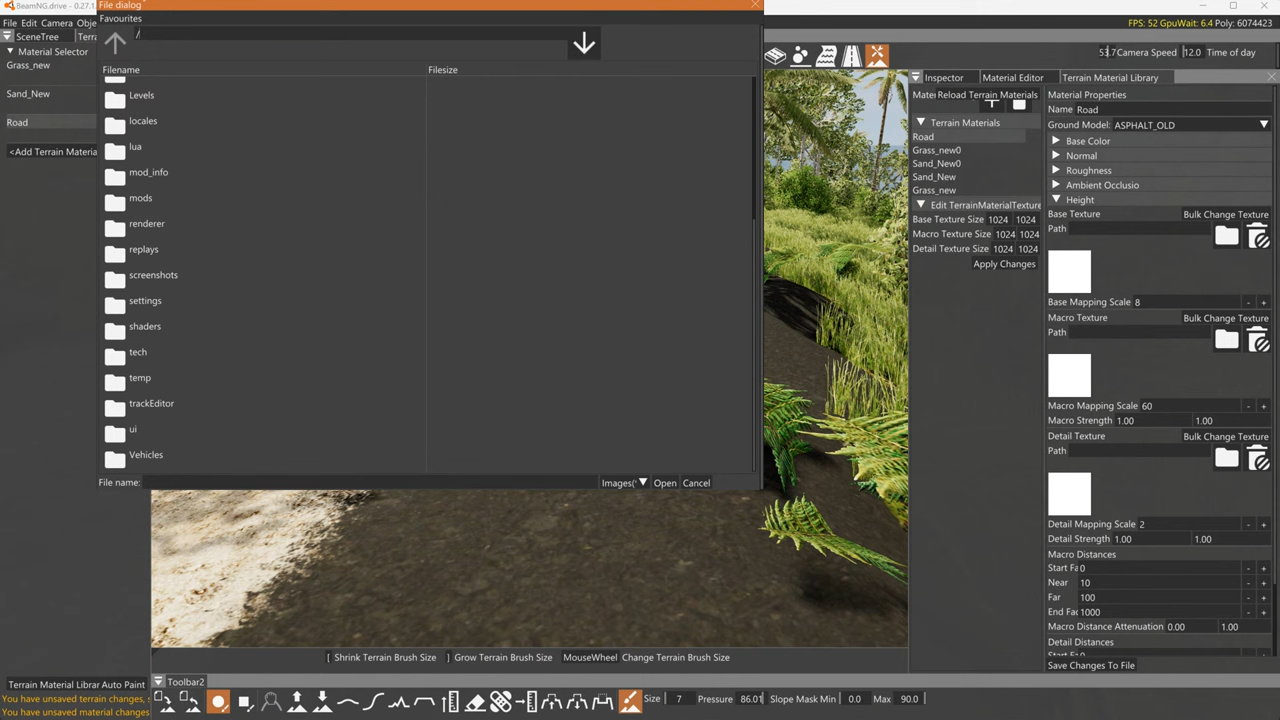 BeamNG.drive - 0.27.1
File dialog
File Edit Camera Obje
Favourites
FPS: 52 GpuWait: 6.4 Poly: 6074423
SceneTree Terra
/
53.7 Camera Speed 12.0 Time of day
Material Selector
Grass_new
Sand_New
Road
<Add Terrain Materia
Filename Filesize
Levels
locales
lua
mod_info
mods
renderer
replays
screenshots
settings
shaders
tech
temp
trackEditor
ui
Vehicles
File name: Images(* Open Cancel
Inspector Material Editor Terrain Material Library
Mater Reload Terrain Materials
Terrain Materials
Road
Grass_new0
Sand_New0
Sand_New
Grass_new
Edit TerrainMaterialTexture
Base Texture Size 1024 1024
Macro Texture Size 1024 1024
Detail Texture Size 1024 1024
Apply Changes
Material Properties
Name Road
Ground Model: ASPHALT_OLD
Base Color
Normal
Roughness
Ambient Occlusio
Height
Base Texture Bulk Change Texture
Path
Base Mapping Scale 8 - +
Macro Texture Bulk Change Texture
Path
Macro Mapping Scale 60 - +
Macro Strength 1.00 1.00
Detail Texture Bulk Change Texture
Path
Detail Mapping Scale 2 - +
Detail Strength 1.00 1.00
Macro Distances
Start Fa 0 - +
Near 10 - +
Far 100 - +
End Fac 1000 - +
Macro Distance Attenuation 0.00 1.00
Detail Distances
Save Changes To File
[ Shrink Terrain Brush Size ] Grow Terrain Brush Size MouseWheel Change Terrain Brush Size
Terrain Material Librar Auto Paint
Toolbar2
You have unsaved terrain changes,
You have unsaved material changes
Size 7 Pressure 86.01 Slope Mask Min 0.0 Max 90.0